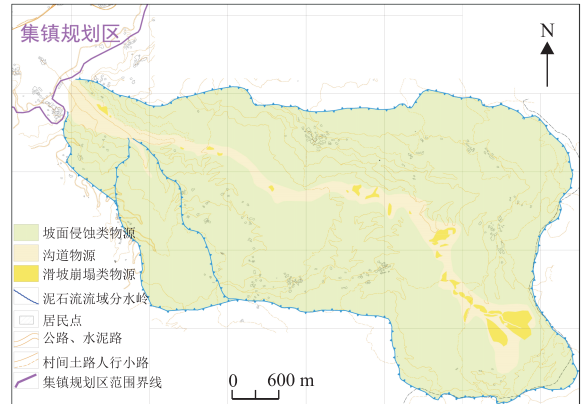 集镇规划区
N
坡面侵蚀类物源
沟道物源
滑坡崩塌类物源
泥石流流域分水岭
居民点
公路、水泥路
村间土路人行小路
集镇规划区范围界线
0 600 m